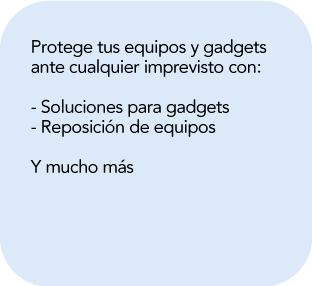 Protege tus equipos y gadgets
ante cualquier imprevisto con:
- Soluciones para gadgets
- Reposición de equipos
Y mucho más